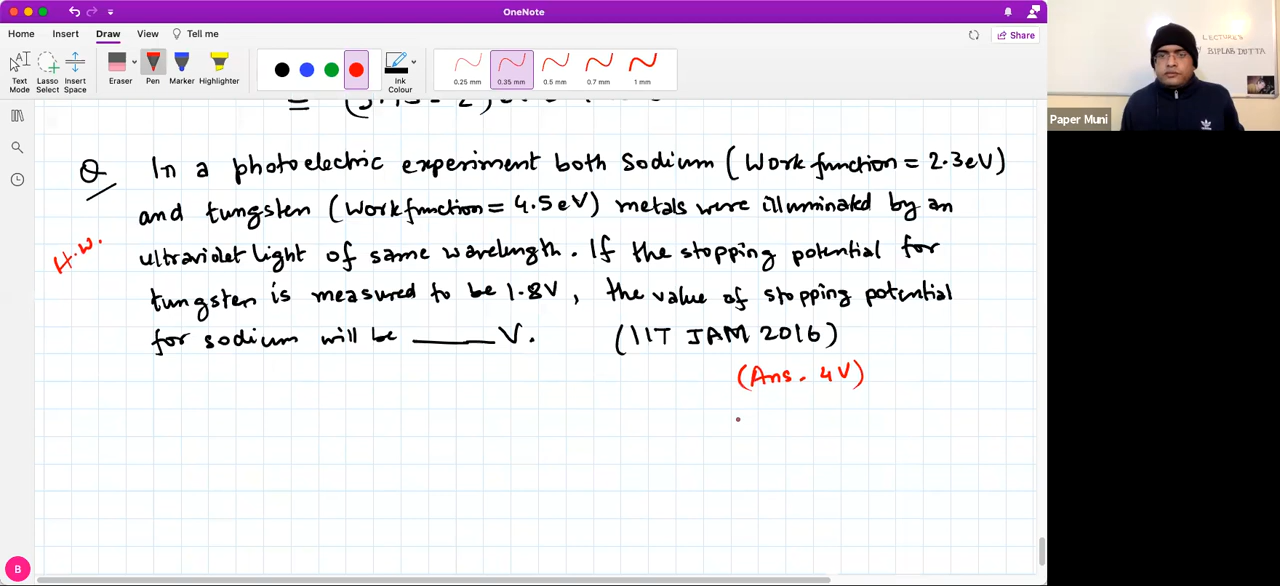 OneNote
Home Insert Draw View Tell me
Share
Text Mode
Lasso Select
Insert Space
Eraser
Pen
Marker
Highlighter
Ink Colour
0.25 mm
0.35 mm
0.5 mm
0.7 mm
1 mm
LECTURES
BIPLAB DUTTA
Paper Muni
Q In a photoelectric experiment both Sodium (Work function = 2.3eV)
and tungsten (Work function = 4.5eV) metals were illuminated by an
H.W.
ultraviolet light of same wavelength. If the stopping potential for
tungsten is measured to be 1.8V, the value of stopping potential
for sodium will be ______ V. (IIT JAM 2016)
(Ans. 4V)
B